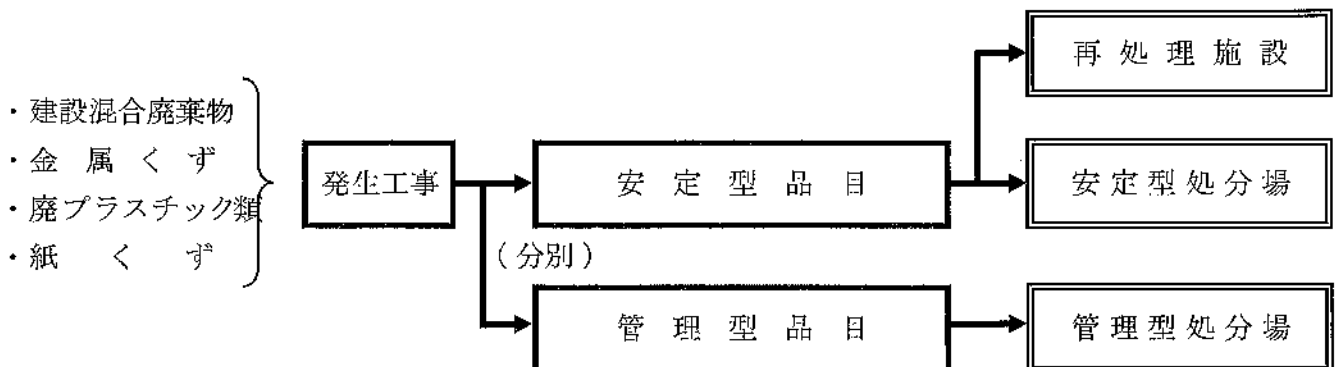 ・建設混合廃棄物
・金属くず
・廃プラスチック類
・紙くず
発生工事
(分別)
安定型品目
管理型品目
再処理施設
安定型処分場
管理型処分場